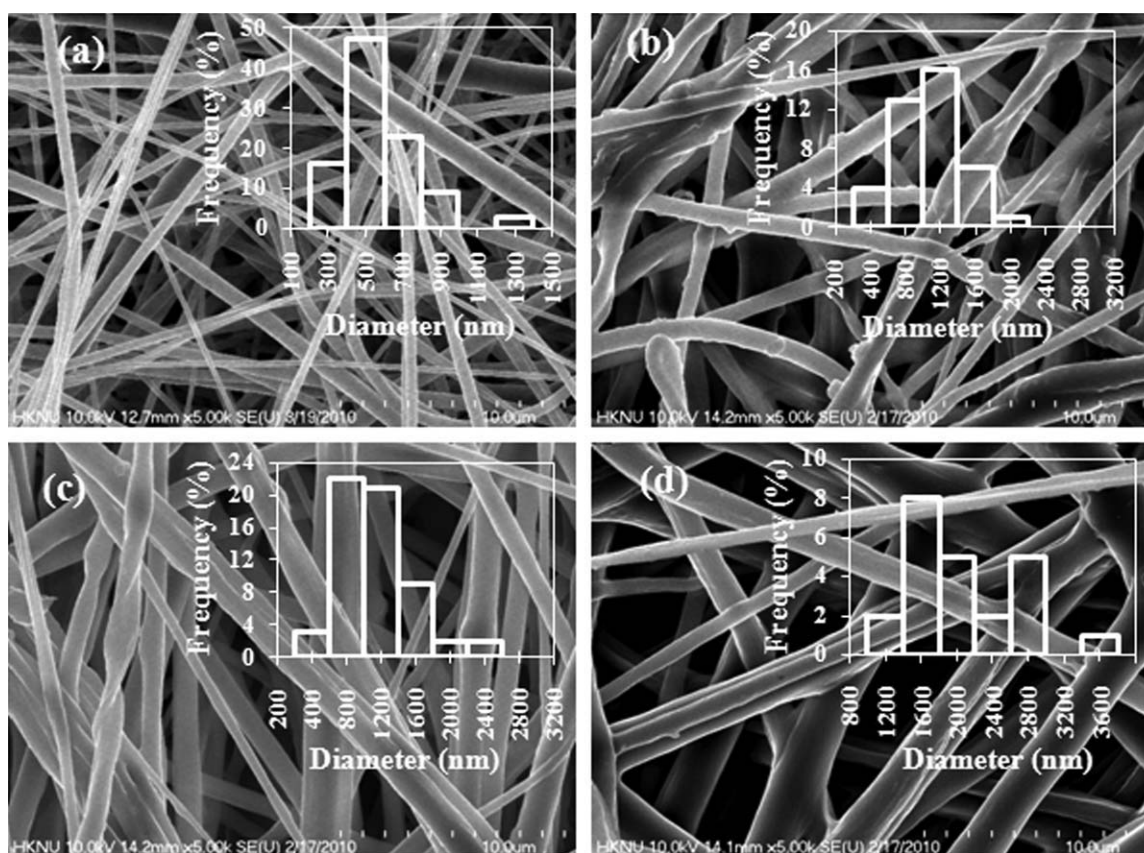 (a)
Frequency (%)
50
40
30
20
10
0
100
300
500
700
900
1100
1300
1500
Diameter (nm)
HKNU 10.0kV 12.7mm x5.00k SE(U) 3/19/2010
10.0um
(b)
Frequency (%)
20
16
12
8
4
0
200
400
800
1200
1600
2000
2400
2800
3200
Diameter (nm)
HKNU 10.0kV 14.2mm x5.00k SE(U) 2/17/2010
10.0um
(c)
Frequency (%)
24
20
16
12
8
4
0
200
400
800
1200
1600
2000
2400
2800
3200
Diameter (nm)
HKNU 10.0kV 14.2mm x5.00k SE(U) 2/17/2010
10.0um
(d)
Frequency (%)
10
8
6
4
2
0
800
1200
1600
2000
2400
2800
3200
3600
Diameter (nm)
HKNU 10.0kV 14.1mm x5.00k SE(U) 2/17/2010
10.0um